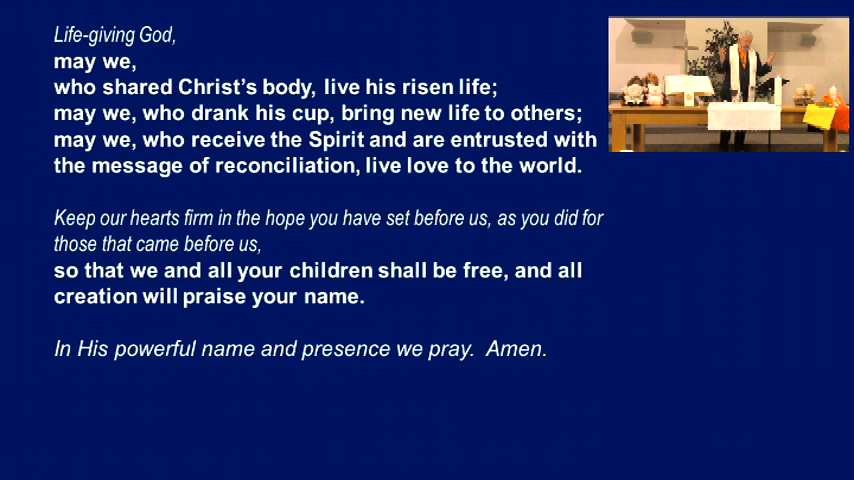 Life-giving God,
may we,
who shared Christ's body, live his risen life;
may we, who drank his cup, bring new life to others;
may we, who receive the Spirit and are entrusted with
the message of reconciliation, live love to the world.
Keep our hearts firm in the hope you have set before us, as you did for
those that came before us,
so that we and all your children shall be free, and all
creation will praise your name.
In His powerful name and presence we pray.  Amen.